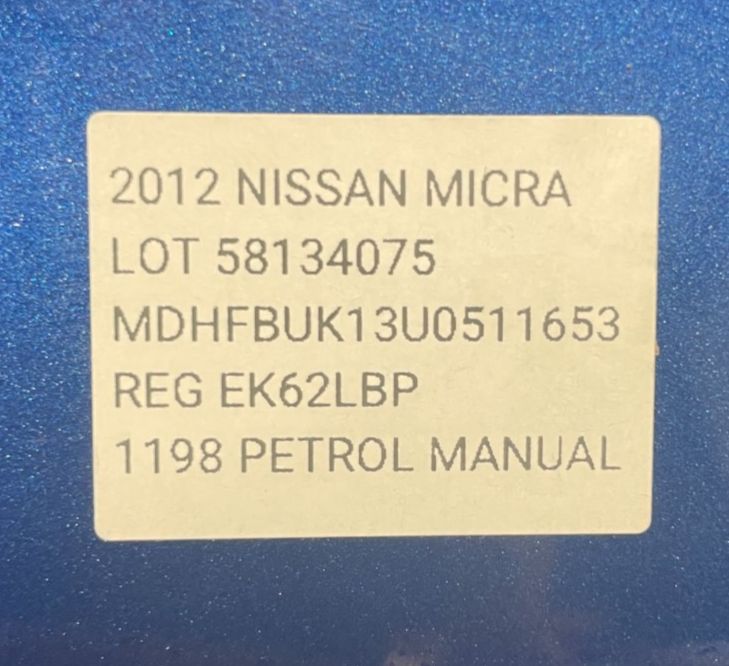 2012 NISSAN MICRA
LOT 58134075
MDHFBUK13U0511653
REG EK62LBP
1198 PETROL MANUAL